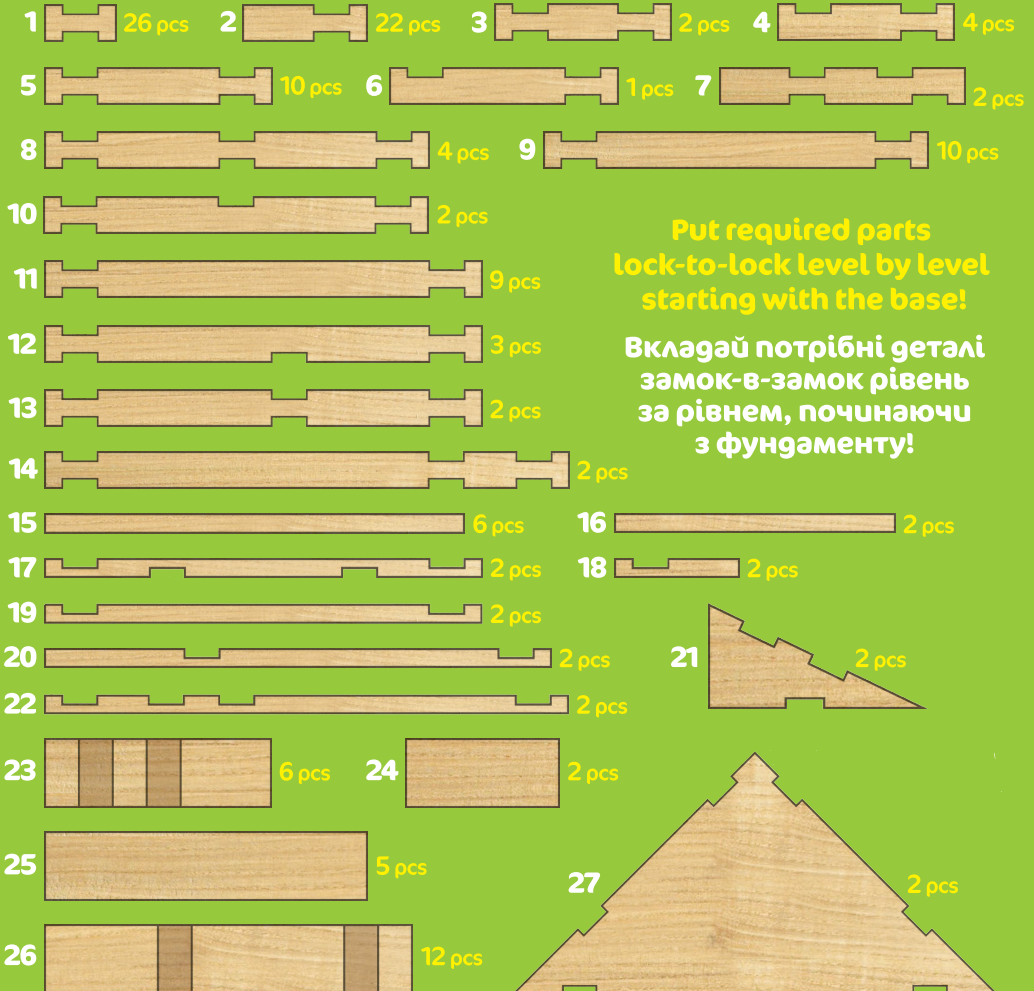 1 26 pcs 2 22 pcs 3 2 pcs 4 4 pcs
5 10 pcs 6 1 pcs 7 2 pcs
8 4 pcs 9 10 pcs
10 2 pcs
Put required parts
lock-to-lock level by level
starting with the base!
Вкладай потрібні деталі
замок-в-замок рівень
за рівнем, починаючи
з фундаменту!
11 9 pcs
12 3 pcs
13 2 pcs
14 2 pcs
15 6 pcs 16 2 pcs
17 2 pcs 18 2 pcs
19 2 pcs
20 2 pcs 21 2 pcs
22 2 pcs
23 6 pcs 24 2 pcs
25 5 pcs 27 2 pcs
26 12 pcs